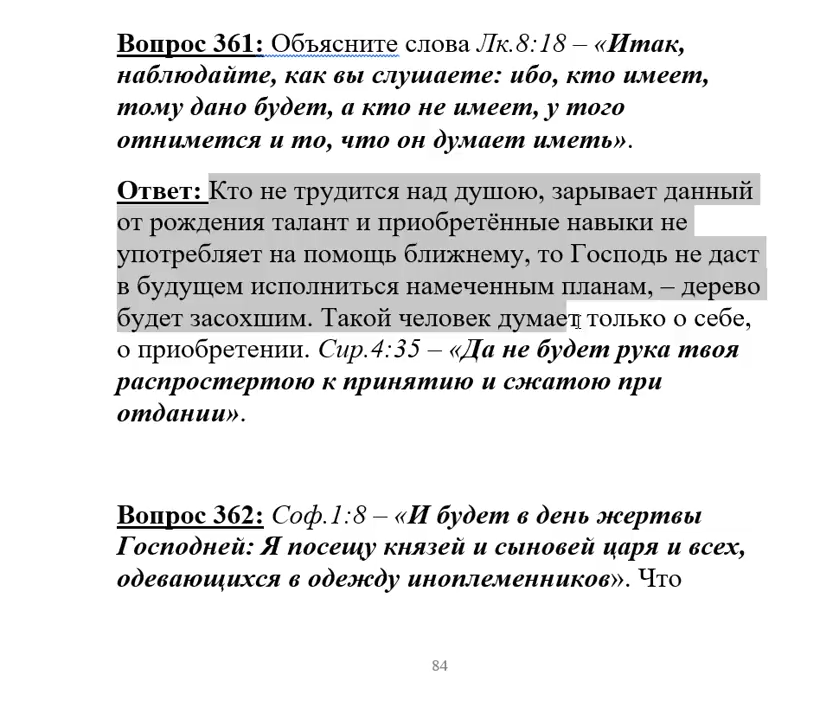 Вопрос 361: Объясните слова Лк.8:18 – «Итак,
наблюдайте, как вы слушаете: ибо, кто имеет,
тому дано будет, а кто не имеет, у того
отнимется и то, что он думает иметь».
Ответ: Кто не трудится над душою, зарывает данный
от рождения талант и приобретённые навыки не
употребляет на помощь ближнему, то Господь не даст
в будущем исполниться намеченным планам, – дерево
будет засохшим. Такой человек думает только о себе,
о приобретении. Сир.4:35 – «Да не будет рука твоя
распростертою к принятию и сжатою при
отдании».
Вопрос 362: Соф.1:8 – «И будет в день жертвы
Господней: Я посещу князей и сыновей царя и всех,
одевающихся в одежду иноплеменников». Что
84